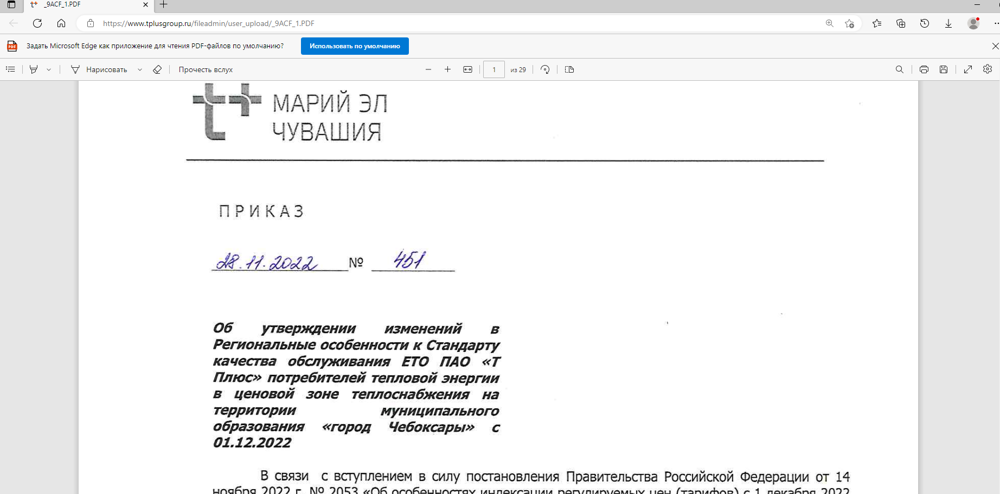 _9ACF_1.PDF
https://www.tplusgroup.ru/fileadmin/user_upload/_9ACF_1.PDF
PDF
Задать Microsoft Edge как приложение для чтения PDF-файлов по умолчанию?
Использовать по умолчанию
Нарисовать
Прочесть вслух
1 из 29
t+ МАРИЙ ЭЛ
ЧУВАШИЯ
ПРИКАЗ
28.11.2022 № 451
Об утверждении изменений в
Региональные особенности к Стандарту
качества обслуживания ЕТО ПАО «Т
Плюс» потребителей тепловой энергии
в ценовой зоне теплоснабжения на
территории муниципального
образования «город Чебоксары» с
01.12.2022
В связи с вступлением в силу постановления Правительства Российской Федерации от 14
ноября 2022 г. № 2053 «Об особенностях индексации регулируемых цен (тарифов) с 1 декабря 2022